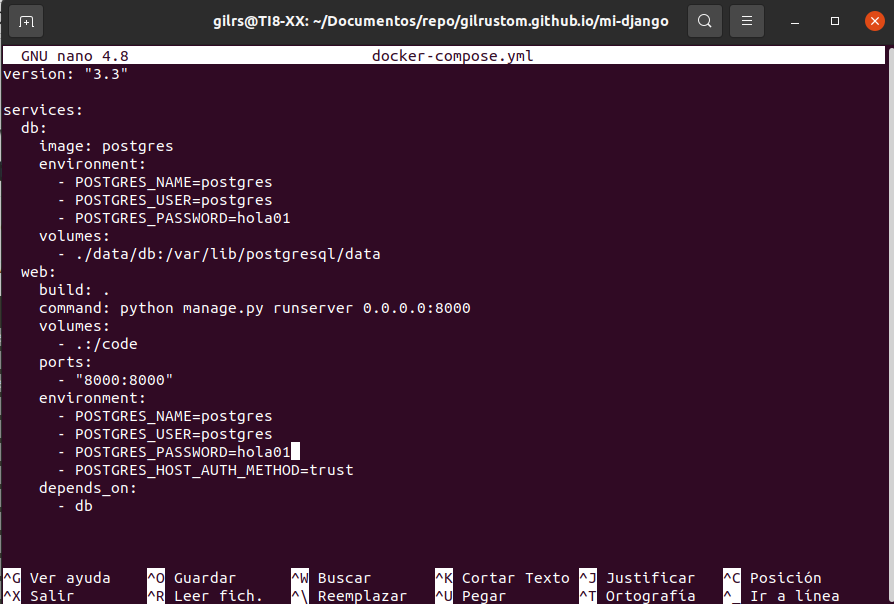 gilrs@TI8-XX: ~/Documentos/repo/gilrustom.github.io/mi-django
GNU nano 4.8 docker-compose.yml
version: "3.3"
services:
  db:
    image: postgres
    environment:
      - POSTGRES_NAME=postgres
      - POSTGRES_USER=postgres
      - POSTGRES_PASSWORD=hola01
    volumes:
      - ./data/db:/var/lib/postgresql/data
  web:
    build: .
    command: python manage.py runserver 0.0.0.0:8000
    volumes:
      - .:/code
    ports:
      - "8000:8000"
    environment:
      - POSTGRES_NAME=postgres
      - POSTGRES_USER=postgres
      - POSTGRES_PASSWORD=hola01
      - POSTGRES_HOST_AUTH_METHOD=trust
    depends_on:
      - db
^G Ver ayuda ^O Guardar ^W Buscar ^K Cortar Texto ^J Justificar ^C Posición
^X Salir ^R Leer fich. ^\ Reemplazar ^U Pegar ^T Ortografía ^_ Ir a línea